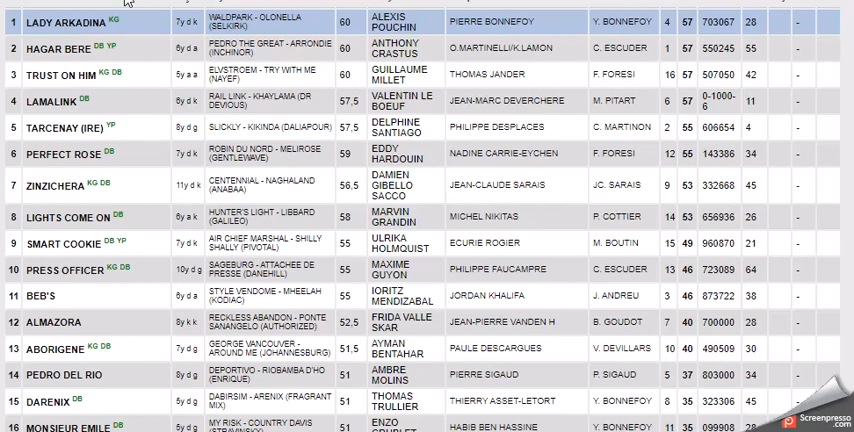 1 LADY ARKADINA KG 7y d k WALDPARK - OLONELLA (SELKIRK) 60 ALEXIS POUCHIN PIERRE BONNEFOY Y. BONNEFOY 4 57 703067 28 -
2 HAGAR BERE DB YP 6y d a PEDRO THE GREAT - ARRONDIE (INCHINOR) 60 ANTHONY CRASTUS O.MARTINELLI/K.LAMON C. ESCUDER 1 57 550245 55 -
3 TRUST ON HIM KG DB 5y a a ELVSTROEM - TRY WITH ME (NAYEF) 60 GUILLAUME MILLET THOMAS JANDER F. FORESI 16 57 507050 42 -
4 LAMALINK DB 6y d k RAIL LINK - KHAYLAMA (DR DEVIOUS) 57,5 VALENTIN LE BOEUF JEAN-MARC DEVERCHERE M. PITART 6 57 0-1000-6 11 -
5 TARCENAY (IRE) YP 8y d g SLICKLY - KIKINDA (DALIAPOUR) 57,5 DELPHINE SANTIAGO PHILIPPE DESPLACES C. MARTINON 2 55 606654 4 -
6 PERFECT ROSE DB 7y d k ROBIN DU NORD - MELIROSE (GENTLEWAVE) 59 EDDY HARDOUIN NADINE CARRIE-EYCHEN F. FORESI 12 55 143386 34 -
7 ZINZICHERA KG DB 11y d k CENTENNIAL - NAGHALAND (ANABAA) 56,5 DAMIEN GIBELLO SACCO JEAN-CLAUDE SARAIS JC. SARAIS 9 53 332668 45 -
8 LIGHTS COME ON DB 6y a k HUNTER'S LIGHT - LIBBARD (GALILEO) 58 MARVIN GRANDIN MICHEL NIKITAS P. COTTIER 14 53 656936 26 -
9 SMART COOKIE DB YP 7y d k AIR CHIEF MARSHAL - SHILLY SHALLY (PIVOTAL) 55 ULRIKA HOLMQUIST ECURIE ROGIER M. BOUTIN 15 49 960870 21 -
10 PRESS OFFICER KG DB 10y d g SAGEBURG - ATTACHEE DE PRESSE (DANEHILL) 55 MAXIME GUYON PHILIPPE FAUCAMPRE C. ESCUDER 13 46 723089 64 -
11 BEB'S 6y d a STYLE VENDOME - MHEELAH (KODIAC) 55 IORITZ MENDIZABAL JORDAN KHALIFA J. ANDREU 3 46 873722 38 -
12 ALMAZORA 8y k k RECKLESS ABANDON - PONTE SANANGELO (AUTHORIZED) 52,5 FRIDA VALLE SKAR JEAN-PIERRE VANDEN H B. GOUDOT 7 40 700000 28 -
13 ABORIGENE KG DB 7y d g GEORGE VANCOUVER - AROUND ME (JOHANNESBURG) 51,5 AYMAN BENTAHAR PAULE DESCARGUES V. DEVILLARS 10 40 490509 30 -
14 PEDRO DEL RIO 8y d g DEPORTIVO - RIOBAMBA D'HO (ENRIQUE) 51 AMBRE MOLINS PIERRE SIGAUD P. SIGAUD 5 37 803000 34 -
15 DARENIX DB 5y d g DABIRSIM - ARENIX (FRAGRANT MIX) 51 THOMAS TRULLIER THIERRY ASSET-LETORT Y. BONNEFOY 8 35 323306 45
16 MONSIEUR EMILE DB 6y d g MY RISK - COUNTRY DAVIS 51 ENZO HABIB BEN HASSINE Y. BONNEFOY 11 35 099908
Screenpresso
.com